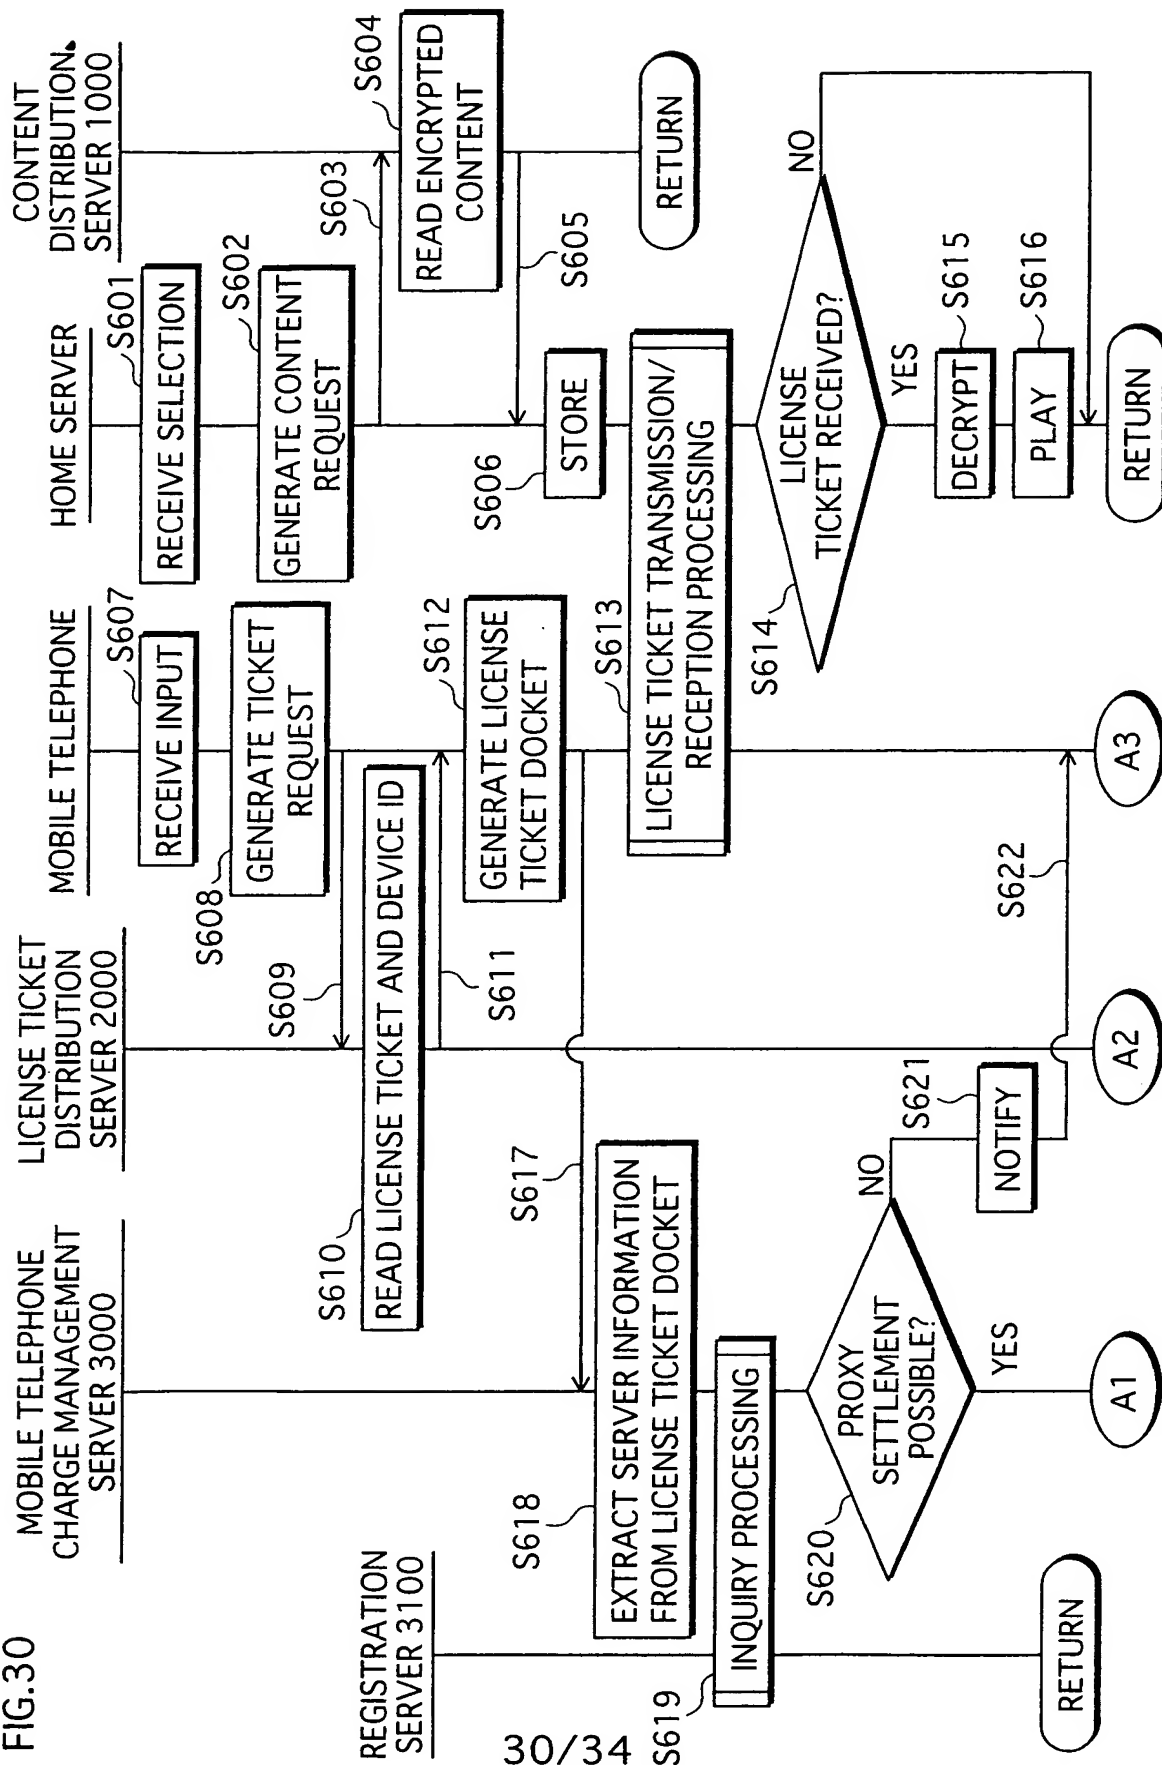 FIG.30
REGISTRATION
SERVER 3100
MOBILE TELEPHONE
CHARGE MANAGEMENT
SERVER 3000
LICENSE TICKET
DISTRIBUTION
SERVER 2000
MOBILE TELEPHONE
HOME SERVER
CONTENT
DISTRIBUTION
SERVER 1000
S601
RECEIVE SELECTION
S602
GENERATE CONTENT
REQUEST
S603
S604
READ ENCRYPTED
CONTENT
S605
RETURN
S606
STORE
S607
RECEIVE INPUT
S608
GENERATE TICKET
REQUEST
S609
S610
READ LICENSE TICKET AND DEVICE ID
S611
S612
GENERATE LICENSE
TICKET DOCKET
S613
LICENSE TICKET TRANSMISSION/
RECEPTION PROCESSING
S614
LICENSE
TICKET RECEIVED?
NO
YES
S615
DECRYPT
S616
PLAY
RETURN
S617
S618
EXTRACT SERVER INFORMATION
FROM LICENSE TICKET DOCKET
S619
INQUIRY PROCESSING
S620
PROXY
SETTLEMENT
POSSIBLE?
NO
YES
S621
NOTIFY
S622
RETURN
A1
A2
A3
30/34